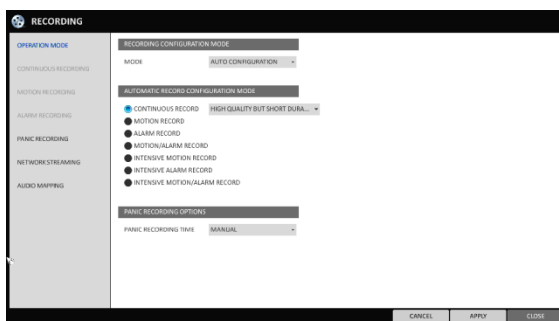 RECORDING
OPERATION MODE
CONTINUOUS RECORDING
MOTION RECORDING
ALARM RECORDING
PANIC RECORDING
NETWORK STREAMING
AUDIO MAPPING
RECORDING CONFIGURATION MODE
MODE AUTO CONFIGURATION
AUTOMATIC RECORD CONFIGURATION MODE
CONTINUOUS RECORD HIGH QUALITY BUT SHORT DURA...
MOTION RECORD
ALARM RECORD
MOTION/ALARM RECORD
INTENSIVE MOTION RECORD
INTENSIVE ALARM RECORD
INTENSIVE MOTION/ALARM RECORD
PANIC RECORDING OPTIONS
PANIC RECORDING TIME MANUAL
CANCEL APPLY CLOSE